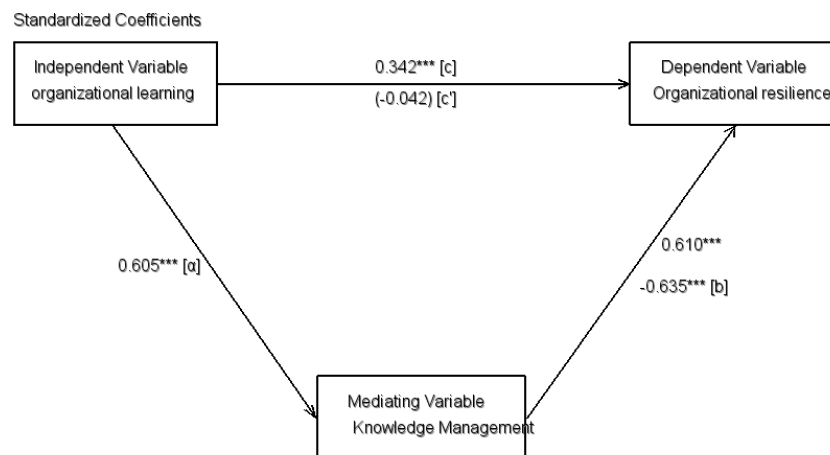 Standardized Coefficients
Independent Variable
organizational learning
0.342*** [c]
(-0.042) [c']
Dependent Variable
Organizational resilience
0.605*** [α]
0.610***
-0.635*** [b]
Mediating Variable
Knowledge Management